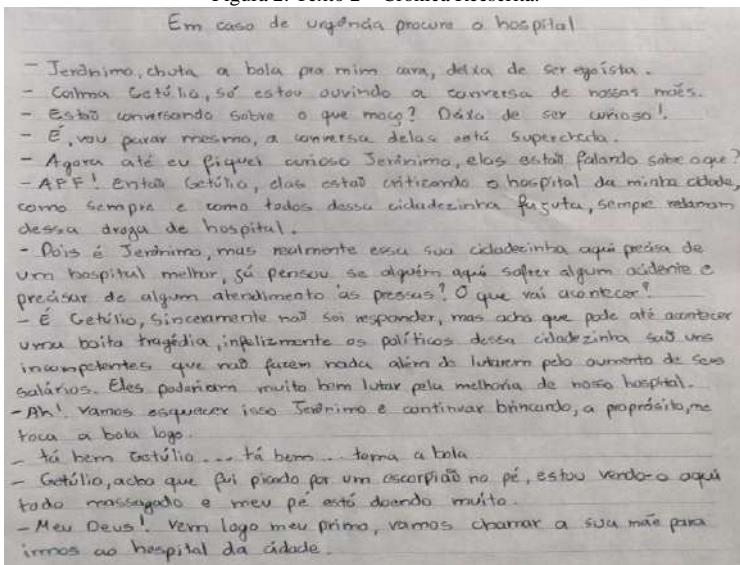 Figura 2: Texto 2 – Crônica Reescrita.
Em caso de urgência procure o hospital
- Jerônimo, chuta a bola pra mim cara, deixa de ser egoísta.
- Calma Getúlio, só estou ouvindo a conversa de nossas mães.
- Estão conversando sobre o que moço? Dexa de ser curioso!.
- É, vou parar mesmo, a conversa delas está superchata.
- Agora até eu fiquei curioso Jerônimo, elas estão falando sobe o que?
- AFF! Então Getúlio, elas estão criticando o hospital da minha cidade,
como sempre e como todos dessa cidadezinha fajuta, sempre reclamam
dessa droga de hospital.
- Pois é Jerônimo, mas realmente essa sua cidadezinha aqui precisa de
um hospital melhor, já pensou se alguém aqui sofrer algum acidente e
precisar de algum atendimento às pressas? O que vai acontecer?
- É Getúlio, sinceramente não sei responder, mas acho que pode até acontecer
uma baita tragédia, infelizmente os políticos dessa cidadezinha são uns
incompetentes que não fazem nada além de lutarem pelo aumento de seus
salários. Eles poderiam muito bem lutar pela melhoria de nosso hospital.
- Ah! vamos esquecer isso Jerônimo e continuar brincando, a proprósito, me
toca a bola logo.
- tá bem Getúlio... tá bem... toma a bola.
- Getúlio, acho que fui picado por um escorpião no pé, estou vendo-o aqui
todo massagado e meu pé está doendo muito.
- Meu Deus! Vem logo meu primo, vamos chamar a sua mãe para
irmos ao hospital da cidade.